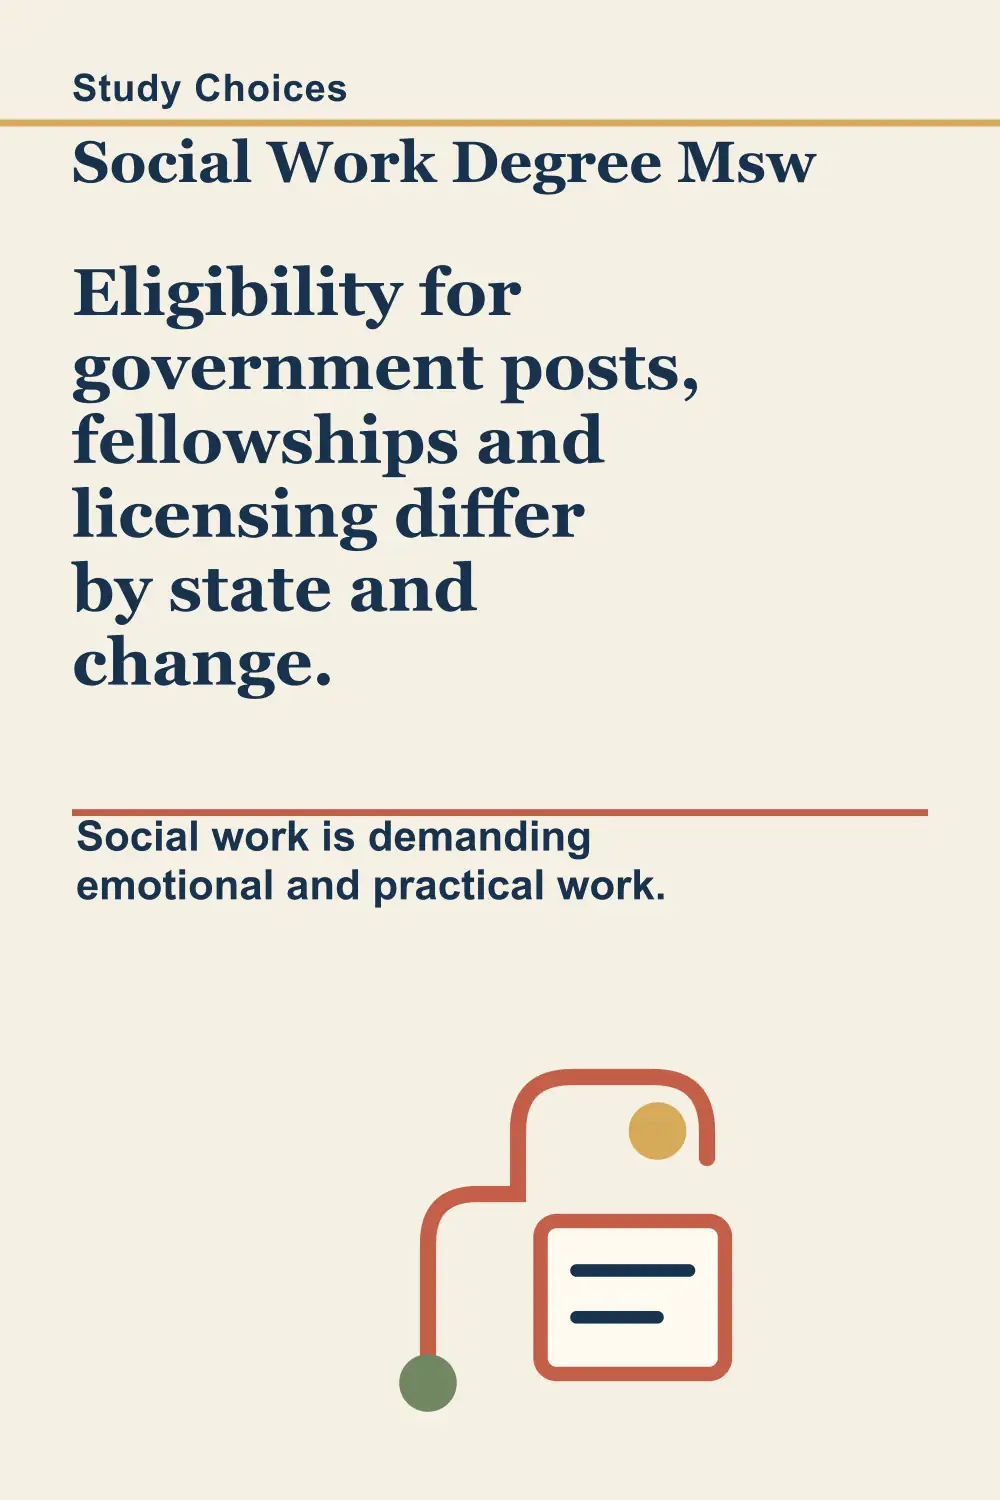 Study Choices
Social Work Degree Msw
Eligibility for
government posts,
fellowships and
licensing differ
by state and
change.
Social work is demanding
emotional and practical work.